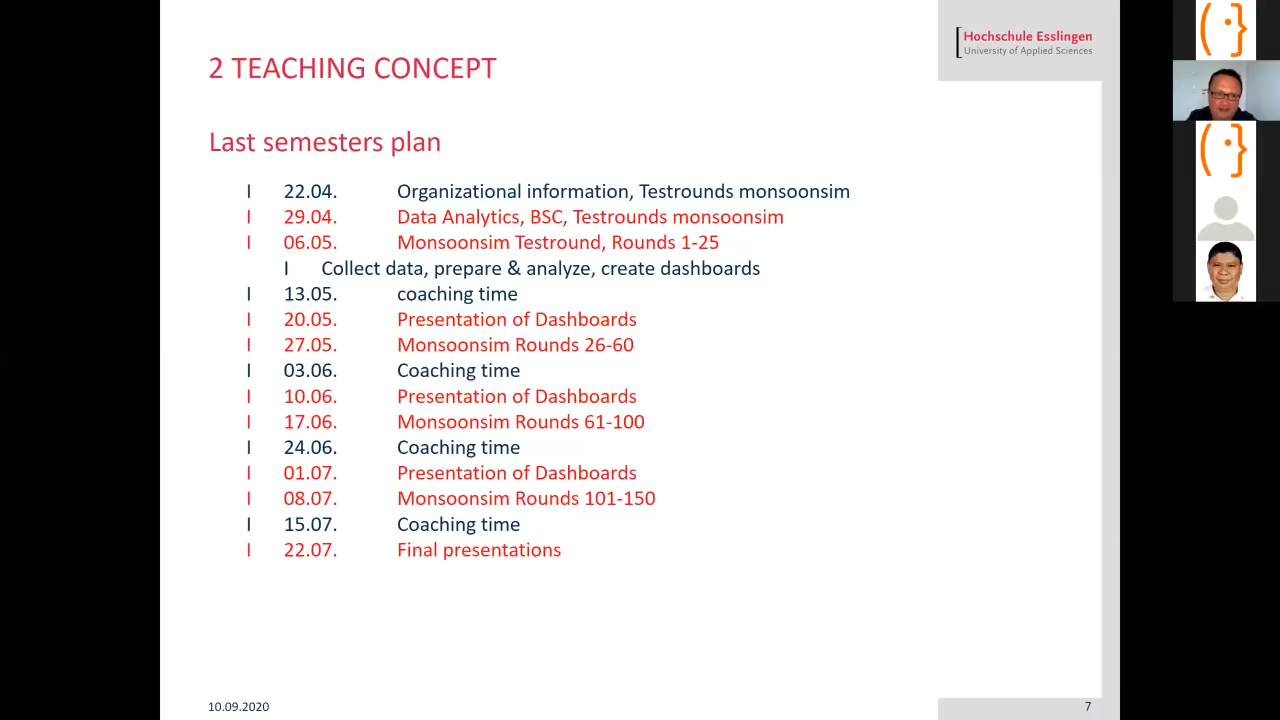 Hochschule Esslingen
University of Applied Sciences
2 TEACHING CONCEPT
Last semesters plan
I 22.04. Organizational information, Testrounds monsoonsim
I 29.04. Data Analytics, BSC, Testrounds monsoonsim
I 06.05. Monsoonsim Testround, Rounds 1-25
I Collect data, prepare & analyze, create dashboards
I 13.05. coaching time
I 20.05. Presentation of Dashboards
I 27.05. Monsoonsim Rounds 26-60
I 03.06. Coaching time
I 10.06. Presentation of Dashboards
I 17.06. Monsoonsim Rounds 61-100
I 24.06. Coaching time
I 01.07. Presentation of Dashboards
I 08.07. Monsoonsim Rounds 101-150
I 15.07. Coaching time
I 22.07. Final presentations
10.09.2020
7